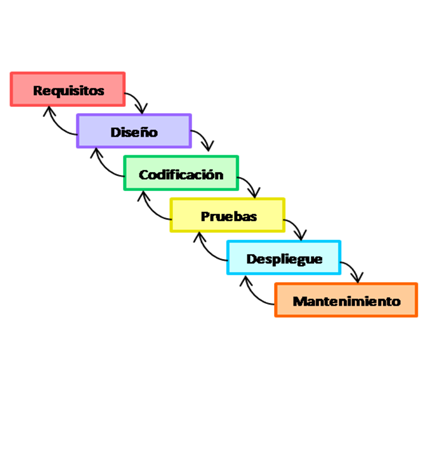 Requisitos
Diseño
Codificación
Pruebas
Despliegue
Mantenimiento